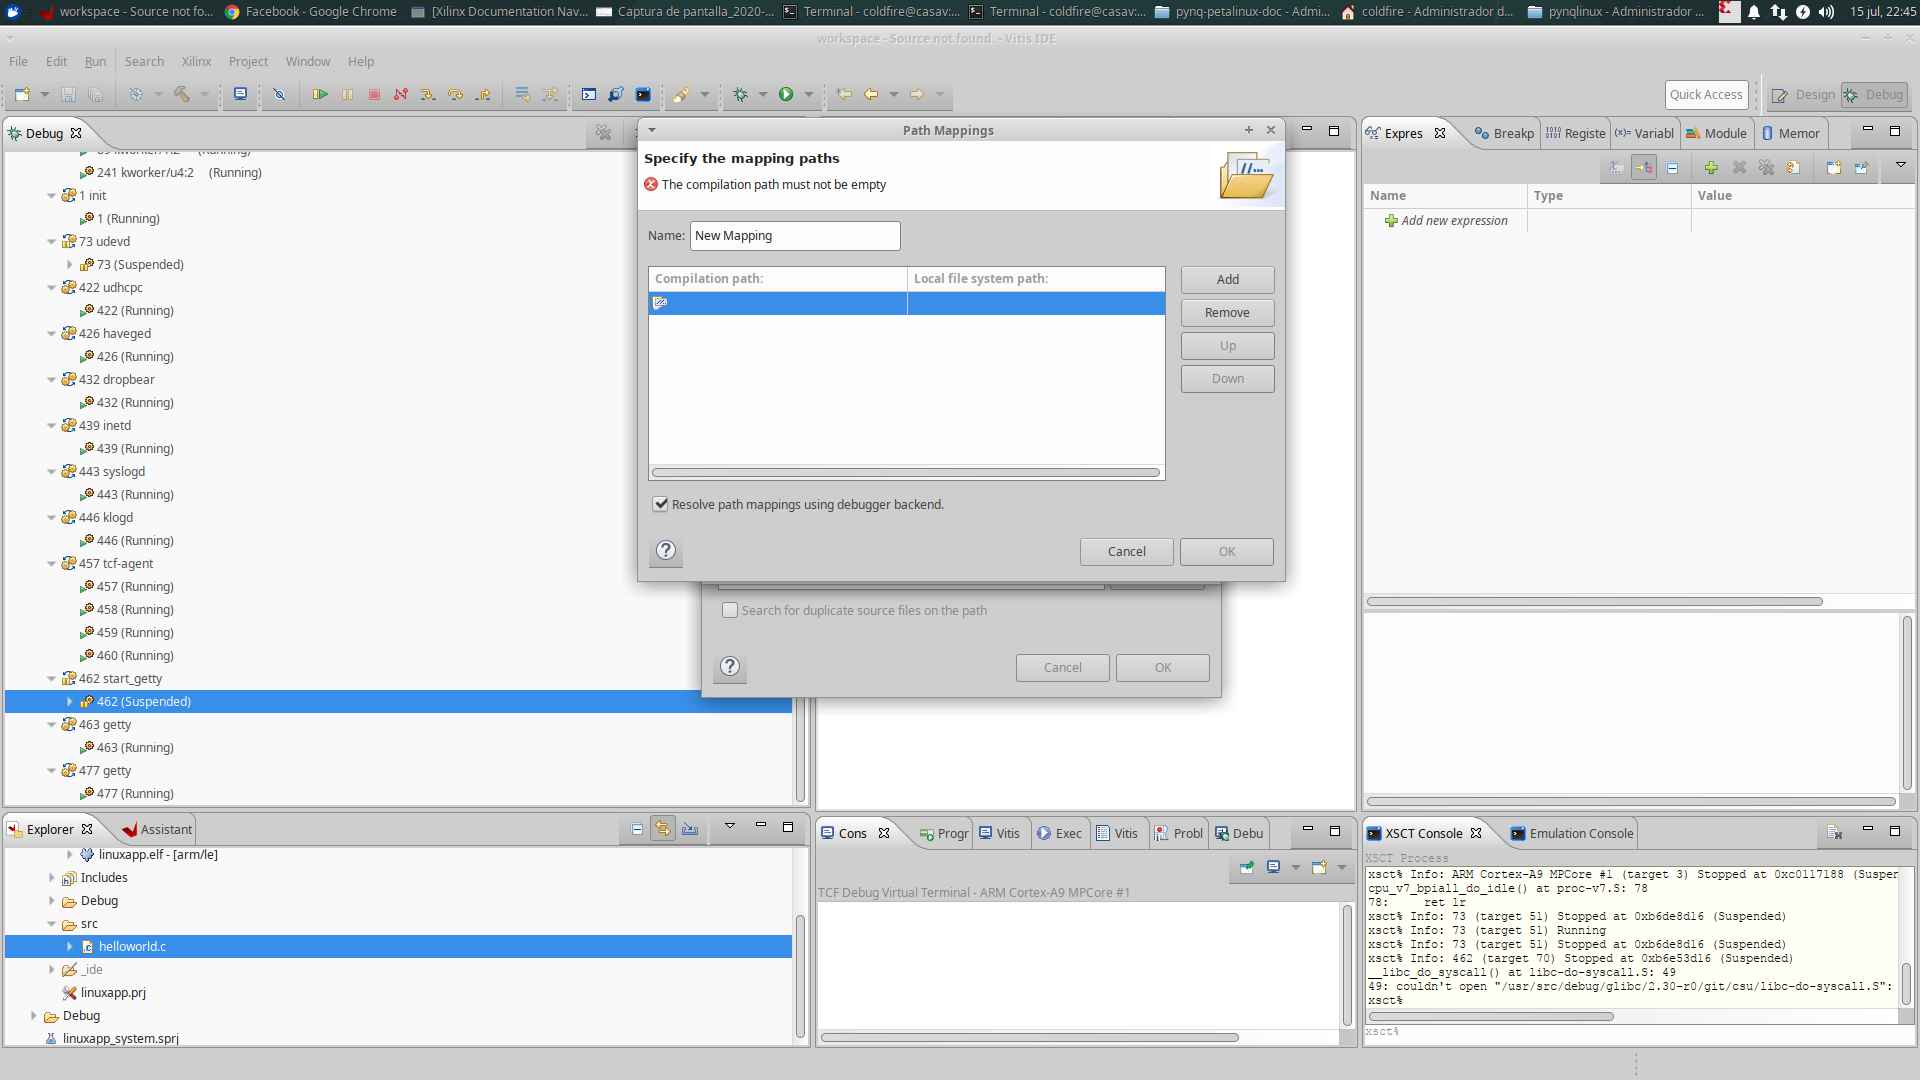 workspace - Source not fo...
Facebook - Google Chrome
[Xilinx Documentation Nav...
Captura de pantalla_2020-...
Terminal - coldfire@casav:...
Terminal - coldfire@casav:...
pynq-petalinux-doc - Admi...
coldfire - Administrador d...
pynqlinux - Administrador ...
15 jul, 22:45
workspace - Source not found. - Vitis IDE
File Edit Run Search Xilinx Project Window Help
Quick Access
Design
Debug
Debug
241 kworker/u4:2 (Running)
1 init
1 (Running)
73 udevd
73 (Suspended)
422 udhcpc
422 (Running)
426 haveged
426 (Running)
432 dropbear
432 (Running)
439 inetd
439 (Running)
443 syslogd
443 (Running)
446 klogd
446 (Running)
457 tcf-agent
457 (Running)
458 (Running)
459 (Running)
460 (Running)
462 start_getty
462 (Suspended)
463 getty
463 (Running)
477 getty
477 (Running)
Path Mappings
Specify the mapping paths
The compilation path must not be empty
Name: New Mapping
Compilation path: Local file system path:
Add
Remove
Up
Down
Resolve path mappings using debugger backend.
Cancel OK
Search for duplicate source files on the path
Cancel OK
Expres Breakp Registe Variabl Module Memor
Name Type Value
Add new expression
Explorer Assistant
linuxapp.elf - [arm/le]
Includes
Debug
src
helloworld.c
_ide
linuxapp.prj
Debug
linuxapp_system.sprj
Cons Progr Vitis Exec Vitis Probl Debu
TCF Debug Virtual Terminal - ARM Cortex-A9 MPCore #1
XSCT Console Emulation Console
XSCT Process
xsct% Info: ARM Cortex-A9 MPCore #1 (target 3) Stopped at 0xc0117188 (Suspen
cpu_v7_bpiall_do_idle() at proc-v7.S: 78
78: ret lr
xsct% Info: 73 (target 51) Stopped at 0xb6de8d16 (Suspended)
xsct% Info: 73 (target 51) Running
xsct% Info: 73 (target 51) Stopped at 0xb6de8d16 (Suspended)
xsct% Info: 462 (target 70) Stopped at 0xb6e53d16 (Suspended)
__libc_do_syscall() at libc-do-syscall.S: 49
49: couldn't open "/usr/src/debug/glibc/2.30-r0/git/csu/libc-do-syscall.S":
xsct%
xsct%